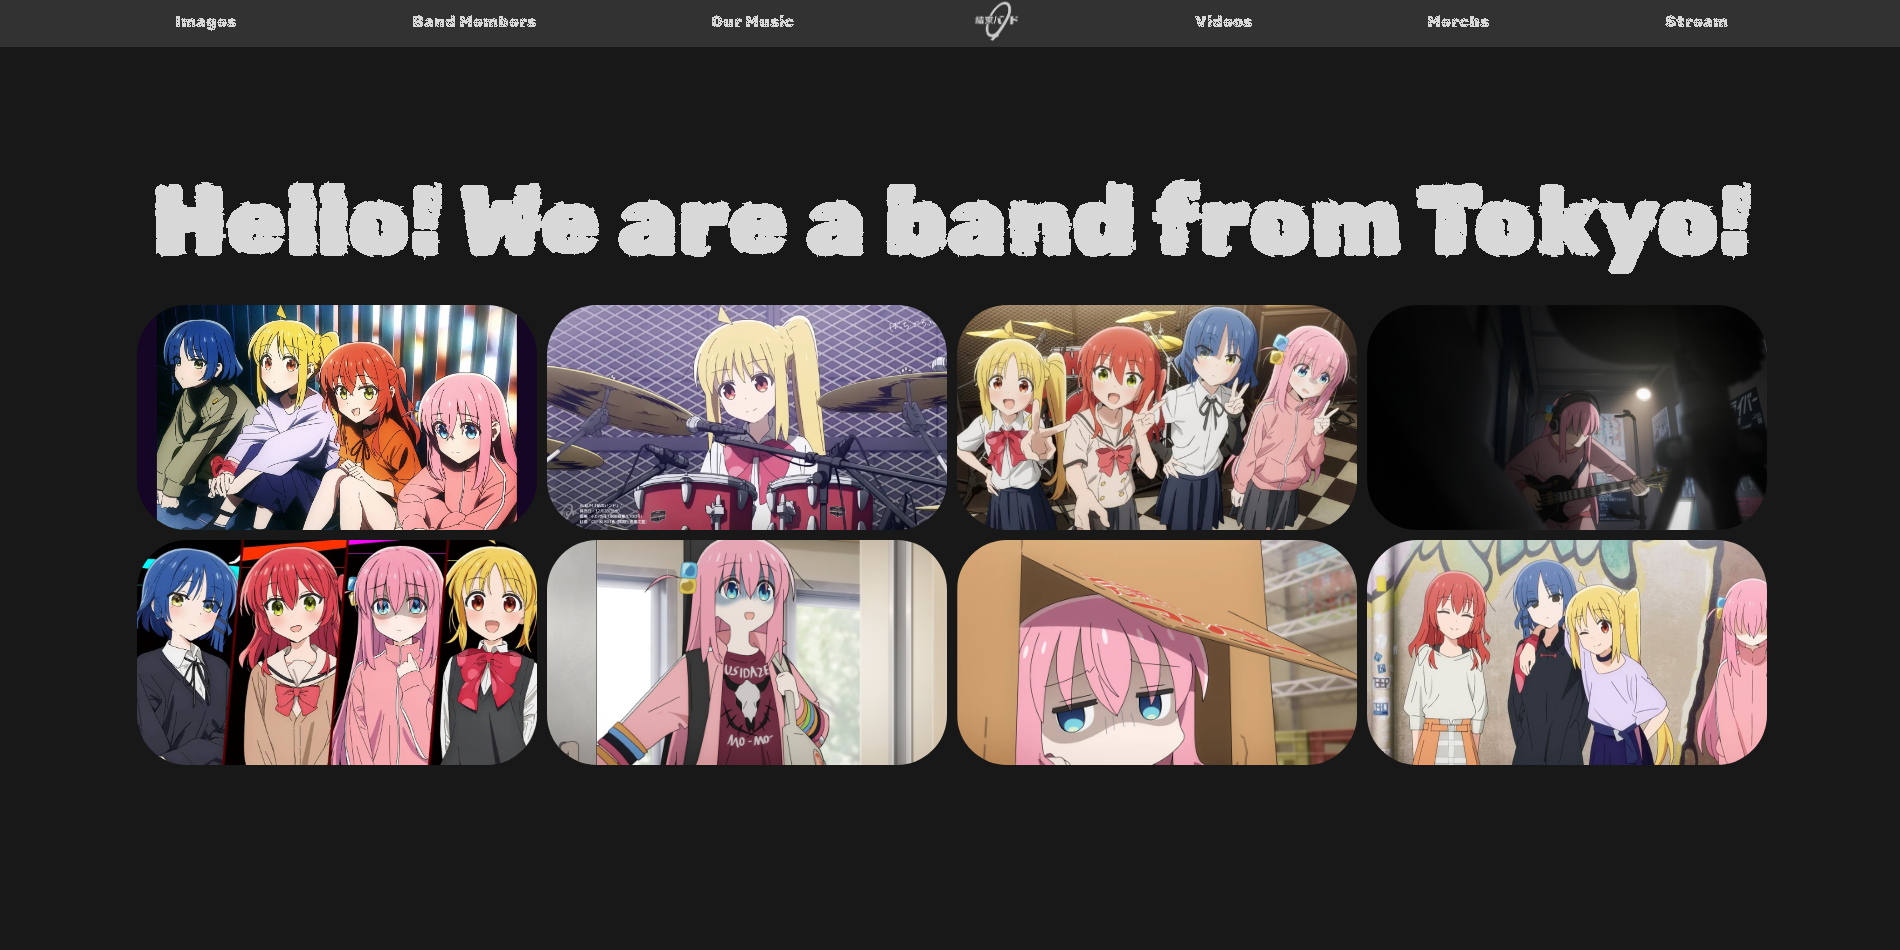 Images
Band Members
Our Music
結束バンド
Videos
Merchs
Stream
Hello! We are a band from Tokyo!
USIDAZE
MO-MO-